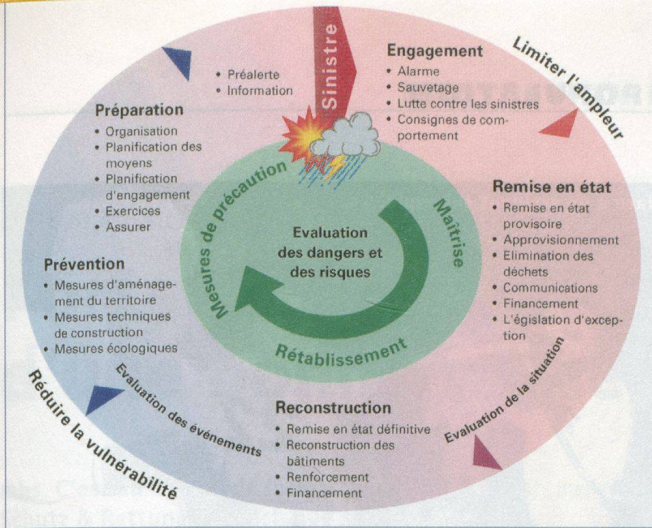 Sinistre
Engagement
• Alarme
• Sauvetage
• Lutte contre les sinistres
• Consignes de com-
portement
Limiter l'ampleur
Remise en état
• Remise en état
provisoire
• Approvisionnement
• Elimination des
déchets
• Communications
• Financement
• L'égislation d'excep-
tion
Evaluation de la situation
Reconstruction
• Remise en état définitive
• Reconstruction des
bâtiments
• Renforcement
• Financement
Evaluation des événements
Réduire la vulnérabilité
Prévention
• Mesures d'aménage-
ment du territoire
• Mesures techniques
de construction
• Mesures écologiques
Préparation
• Organisation
• Planification des
moyens
• Planification
d'engagement
• Exercices
• Assurer
• Préalerte
• Information
Mesures de précaution
Maîtrise
Rétablissement
Evaluation
des dangers et
des risques